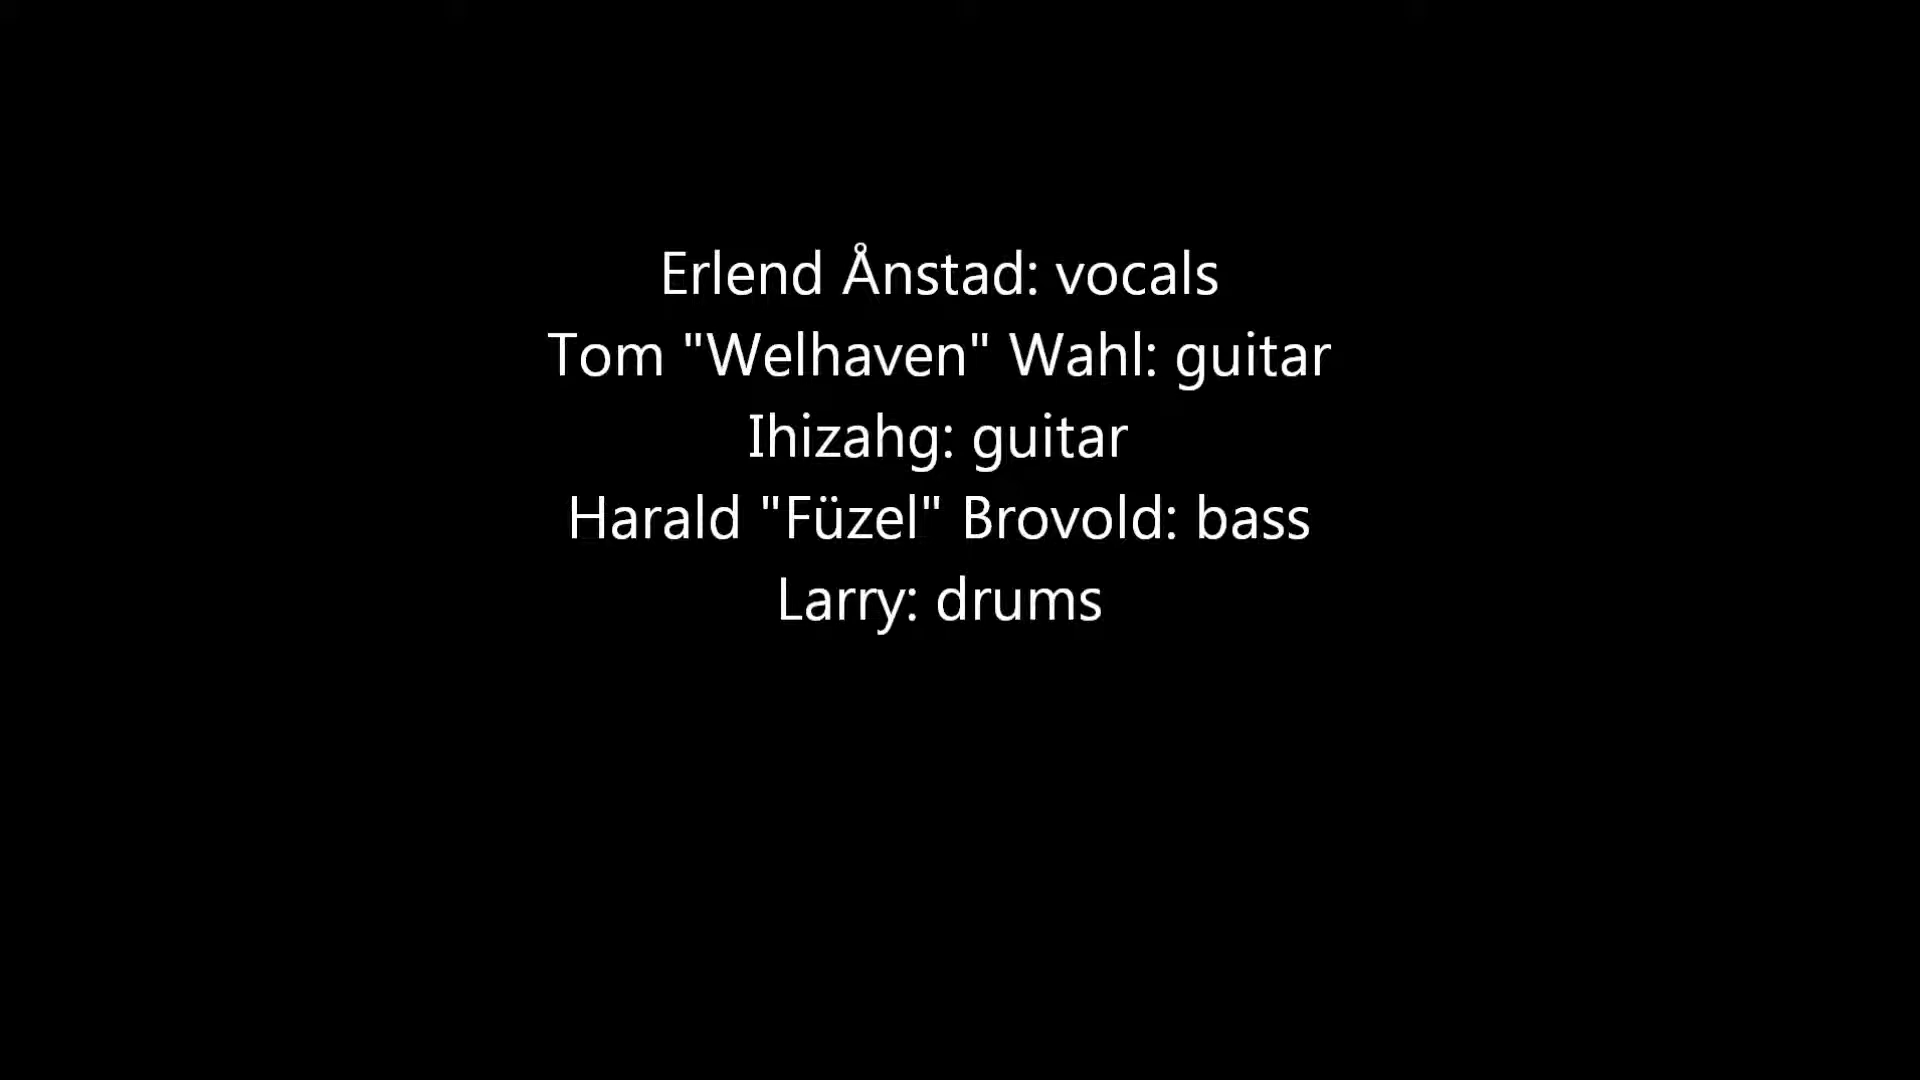 Erlend Ånstad: vocals
Tom "Welhaven" Wahl: guitar
Ihizahg: guitar
Harald "Füzel" Brovold: bass
Larry: drums